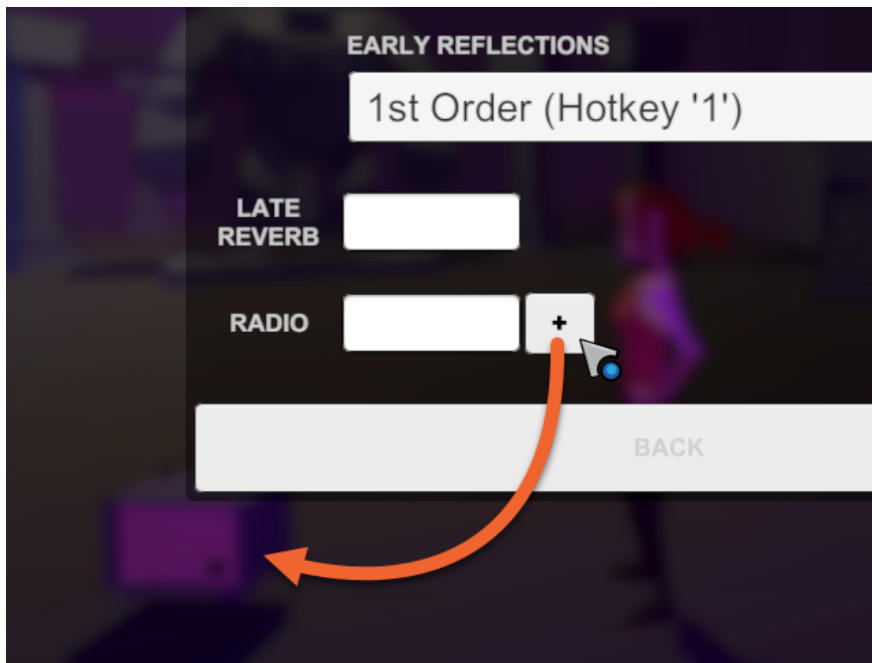 EARLY REFLECTIONS
1st Order (Hotkey '1')
LATE
REVERB
RADIO
+
BACK